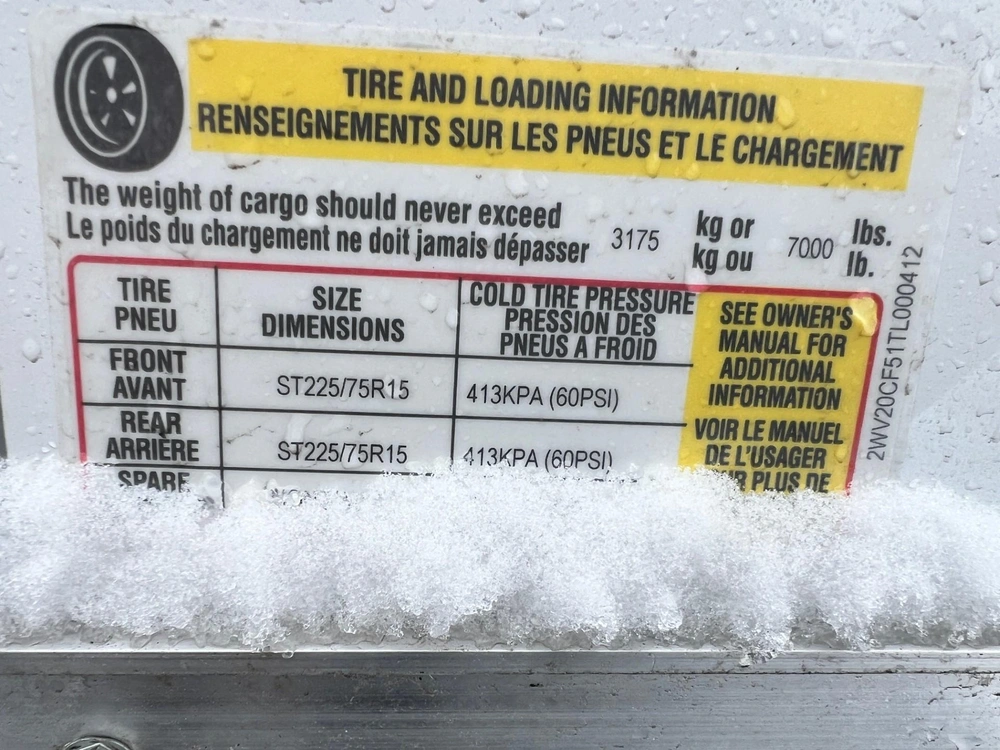 TIRE AND LOADING INFORMATION
RENSEIGNEMENTS SUR LES PNEUS ET LE CHARGEMENT
The weight of cargo should never exceed
Le poids du chargement ne doit jamais dépasser
3175
kg or
kg ou
7000
lbs.
lb.
TIRE
PNEU
SIZE
DIMENSIONS
COLD TIRE PRESSURE
PRESSION DES
PNEUS A FROID
SEE OWNER'S
MANUAL FOR
ADDITIONAL
INFORMATION
VOIR LE MANUEL
DE L'USAGER
PLUS DE
FRONT
AVANT
ST225/75R15
413KPA (60PSI)
REAR
ARRIÈRE
ST225/75R15
413KPA (60PSI)
SPARE
2WV20CF51TL000412